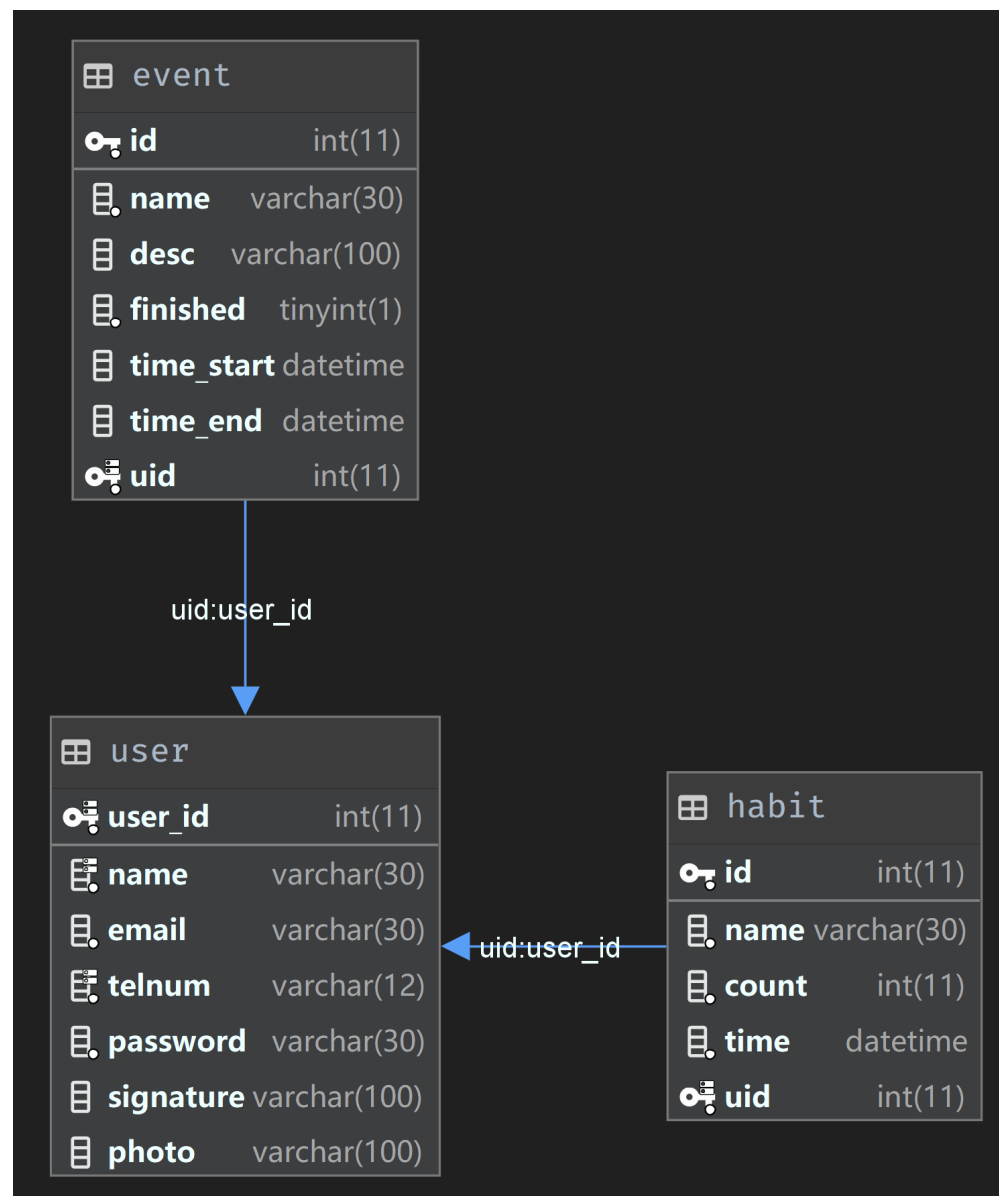 event
id int(11)
name varchar(30)
desc varchar(100)
finished tinyint(1)
time_start datetime
time_end datetime
uid int(11)
uid:user_id
user
user_id int(11)
name varchar(30)
email varchar(30)
telnum varchar(12)
password varchar(30)
signature varchar(100)
photo varchar(100)
uid:user_id
habit
id int(11)
name varchar(30)
count int(11)
time datetime
uid int(11)